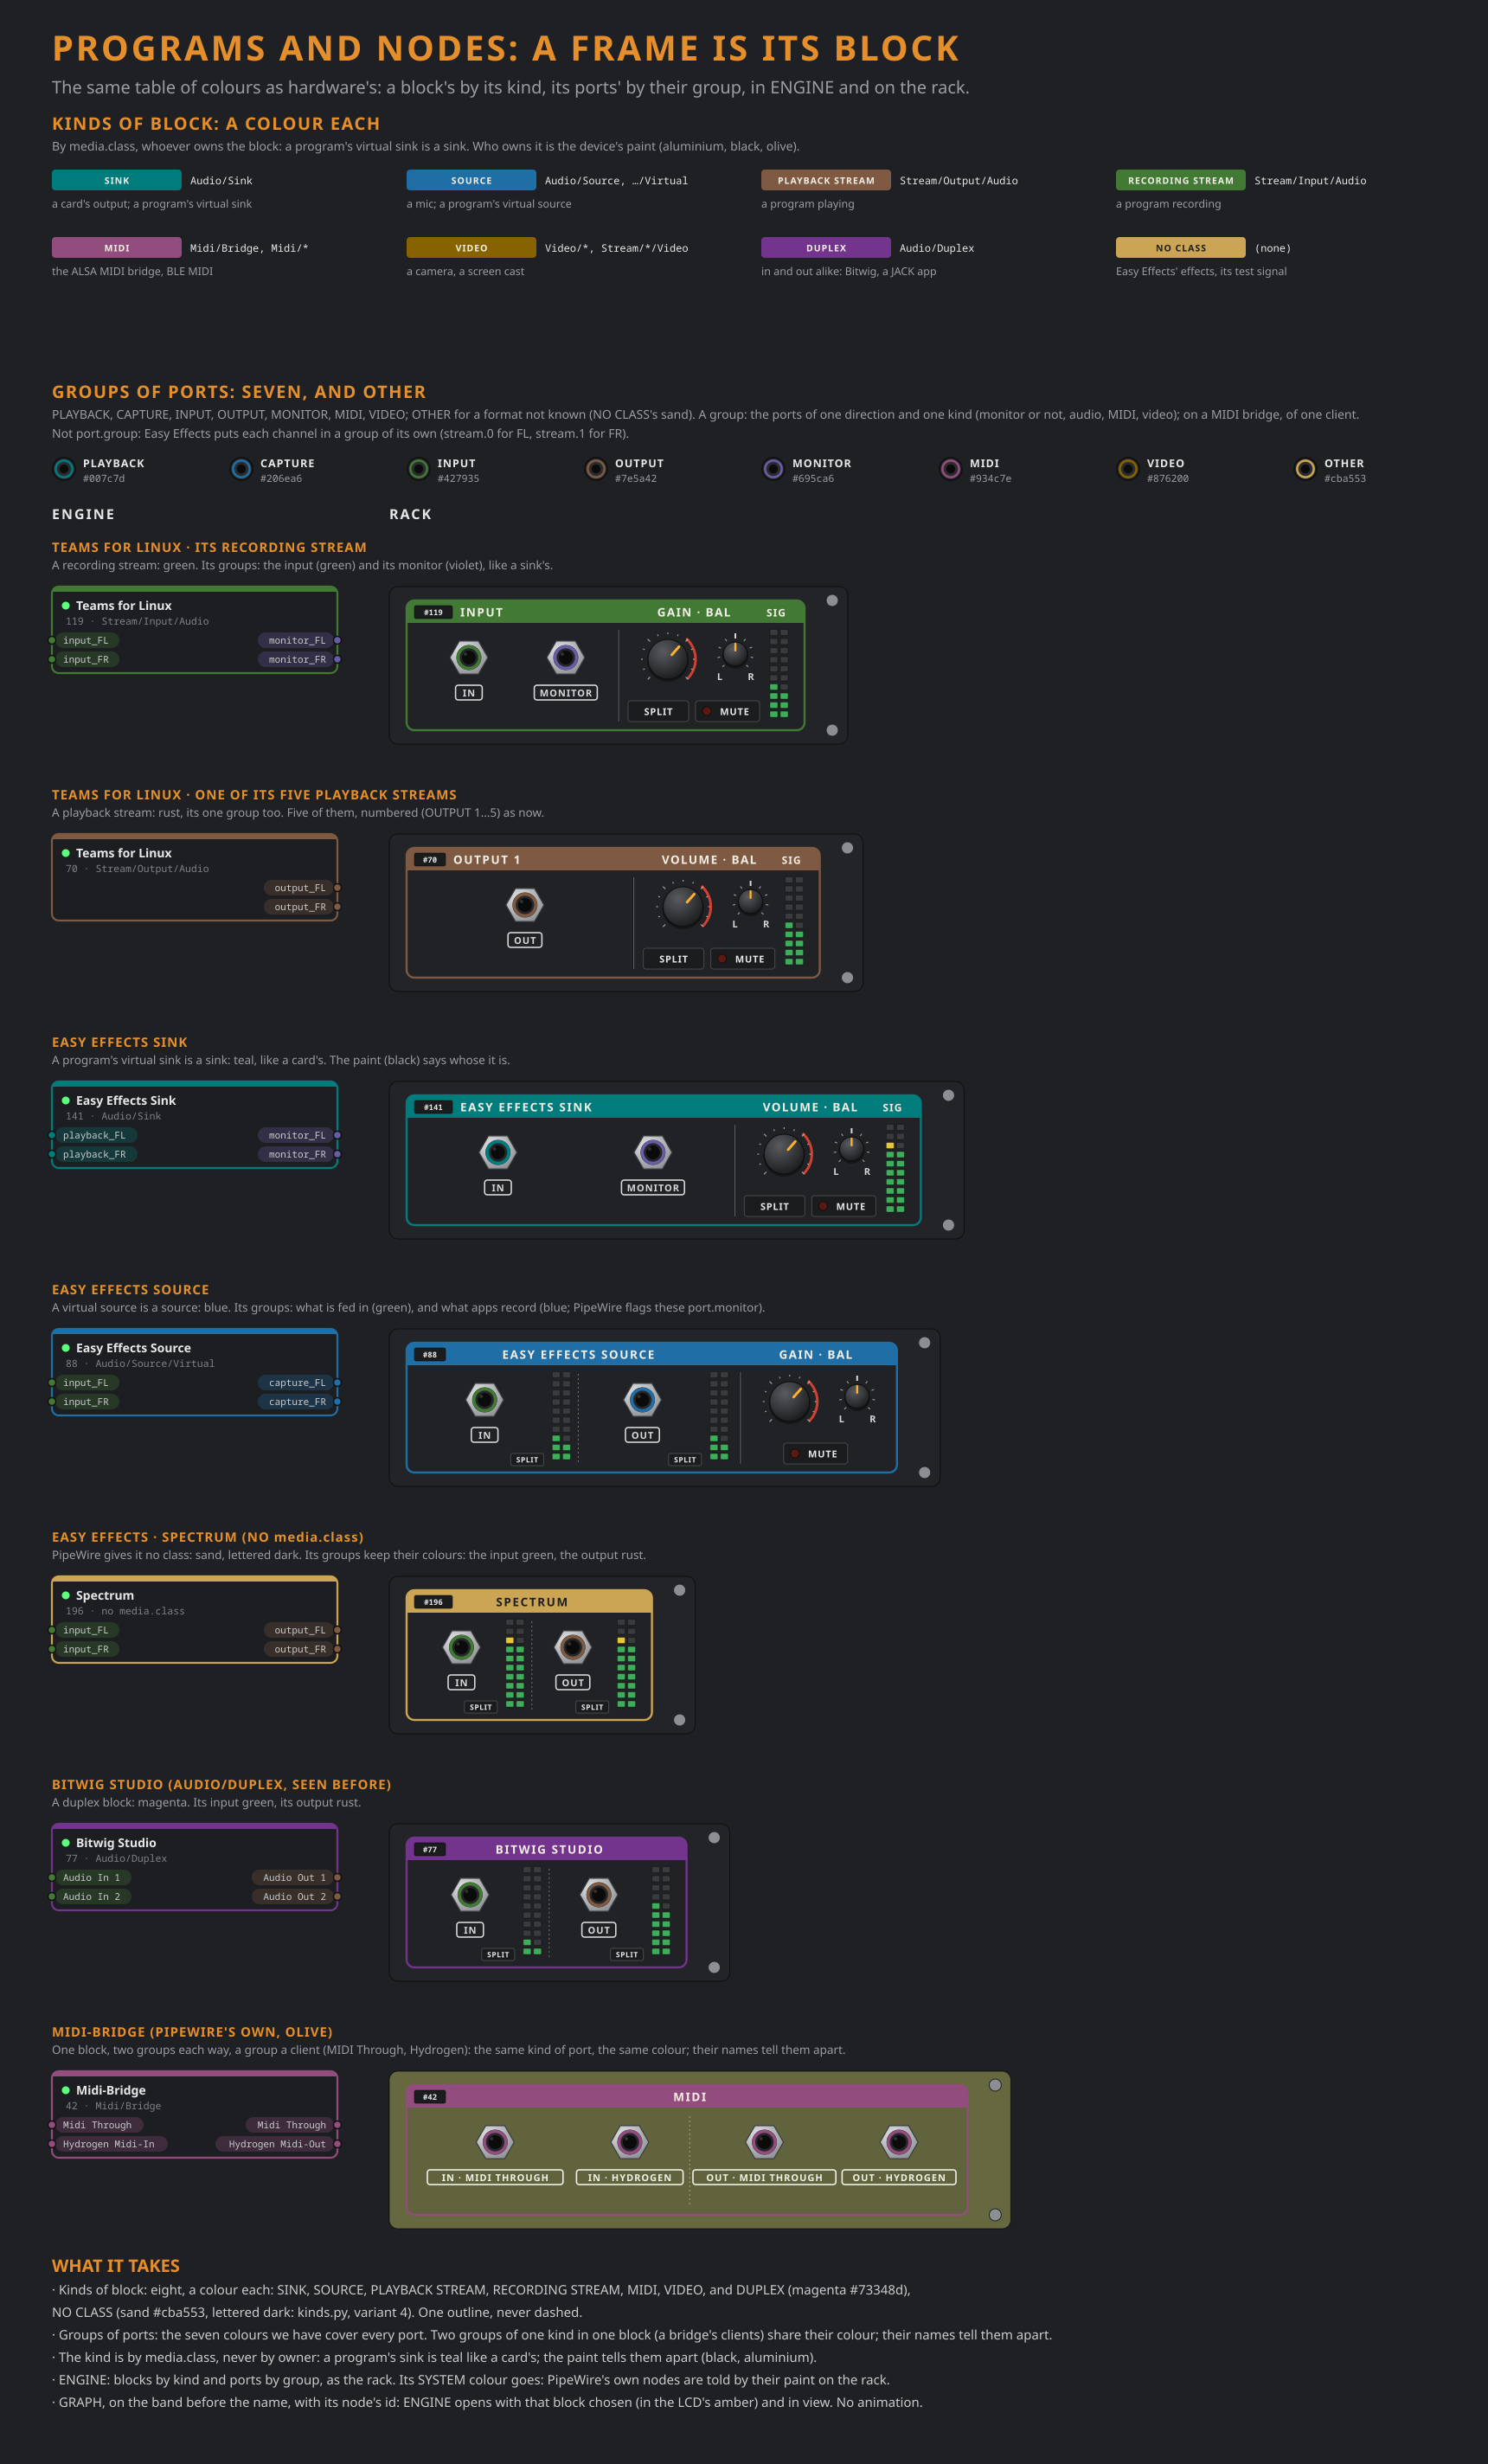 PROGRAMS AND NODES: A FRAME IS ITS BLOCK
The same table of colours as hardware's: a block's by its kind, its ports' by their group, in ENGINE and on the rack.
KINDS OF BLOCK: A COLOUR EACH
By media.class, whoever owns the block: a program's virtual sink is a sink. Who owns it is the device's paint (aluminium, black, olive).
SINK Audio/Sink SOURCE Audio/Source, …/Virtual PLAYBACK STREAM Stream/Output/Audio RECORDING STREAM Stream/Input/Audio
a card's output; a program's virtual sink a mic; a program's virtual source a program playing a program recording
MIDI Midi/Bridge, Midi/* VIDEO Video/*, Stream/*/Video DUPLEX Audio/Duplex NO CLASS (none)
the ALSA MIDI bridge, BLE MIDI a camera, a screen cast in and out alike: Bitwig, a JACK app Easy Effects' effects, its test signal
GROUPS OF PORTS: SEVEN, AND OTHER
PLAYBACK, CAPTURE, INPUT, OUTPUT, MONITOR, MIDI, VIDEO; OTHER for a format not known (NO CLASS's sand). A group: the ports of one direction and one kind (monitor or not, audio, MIDI, video); on a MIDI bridge, of one client.
Not port.group: Easy Effects puts each channel in a group of its own (stream.0 for FL, stream.1 for FR).
PLAYBACK CAPTURE INPUT OUTPUT MONITOR MIDI VIDEO OTHER
#007c7d #206ea6 #427935 #7e5a42 #695ca6 #934c7e #876200 #cba553
ENGINE RACK
TEAMS FOR LINUX · ITS RECORDING STREAM
A recording stream: green. Its groups: the input (green) and its monitor (violet), like a sink's.
Teams for Linux
119 · Stream/Input/Audio
input_FL monitor_FL
input_FR monitor_FR
#119 INPUT GAIN · BAL SIG
L R
IN MONITOR
SPLIT MUTE
TEAMS FOR LINUX · ONE OF ITS FIVE PLAYBACK STREAMS
A playback stream: rust, its one group too. Five of them, numbered (OUTPUT 1…5) as now.
Teams for Linux
70 · Stream/Output/Audio
output_FL
output_FR
#70 OUTPUT 1 VOLUME · BAL SIG
L R
OUT
SPLIT MUTE
EASY EFFECTS SINK
A program's virtual sink is a sink: teal, like a card's. The paint (black) says whose it is.
Easy Effects Sink
141 · Audio/Sink
playback_FL monitor_FL
playback_FR monitor_FR
#141 EASY EFFECTS SINK VOLUME · BAL SIG
L R
IN MONITOR
SPLIT MUTE
EASY EFFECTS SOURCE
A virtual source is a source: blue. Its groups: what is fed in (green), and what apps record (blue; PipeWire flags these port.monitor).
Easy Effects Source
88 · Audio/Source/Virtual
input_FL capture_FL
input_FR capture_FR
#88 EASY EFFECTS SOURCE GAIN · BAL
L R
IN OUT
MUTE
SPLIT SPLIT
EASY EFFECTS · SPECTRUM (NO media.class)
PipeWire gives it no class: sand, lettered dark. Its groups keep their colours: the input green, the output rust.
Spectrum
196 · no media.class
input_FL output_FL
input_FR output_FR
#196 SPECTRUM
IN OUT
SPLIT SPLIT
BITWIG STUDIO (AUDIO/DUPLEX, SEEN BEFORE)
A duplex block: magenta. Its input green, its output rust.
Bitwig Studio
77 · Audio/Duplex
Audio In 1 Audio Out 1
Audio In 2 Audio Out 2
#77 BITWIG STUDIO
IN OUT
SPLIT SPLIT
MIDI-BRIDGE (PIPEWIRE'S OWN, OLIVE)
One block, two groups each way, a group a client (MIDI Through, Hydrogen): the same kind of port, the same colour; their names tell them apart.
Midi-Bridge
42 · Midi/Bridge
Midi Through Midi Through
Hydrogen Midi-In Hydrogen Midi-Out
#42 MIDI
IN · MIDI THROUGH IN · HYDROGEN OUT · MIDI THROUGH OUT · HYDROGEN
WHAT IT TAKES
· Kinds of block: eight, a colour each: SINK, SOURCE, PLAYBACK STREAM, RECORDING STREAM, MIDI, VIDEO, and DUPLEX (magenta #73348d),
NO CLASS (sand #cba553, lettered dark: kinds.py, variant 4). One outline, never dashed.
· Groups of ports: the seven colours we have cover every port. Two groups of one kind in one block (a bridge's clients) share their colour; their names tell them apart.
· The kind is by media.class, never by owner: a program's sink is teal like a card's; the paint tells them apart (black, aluminium).
· ENGINE: blocks by kind and ports by group, as the rack. Its SYSTEM colour goes: PipeWire's own nodes are told by their paint on the rack.
· GRAPH, on the band before the name, with its node's id: ENGINE opens with that block chosen (in the LCD's amber) and in view. No animation.